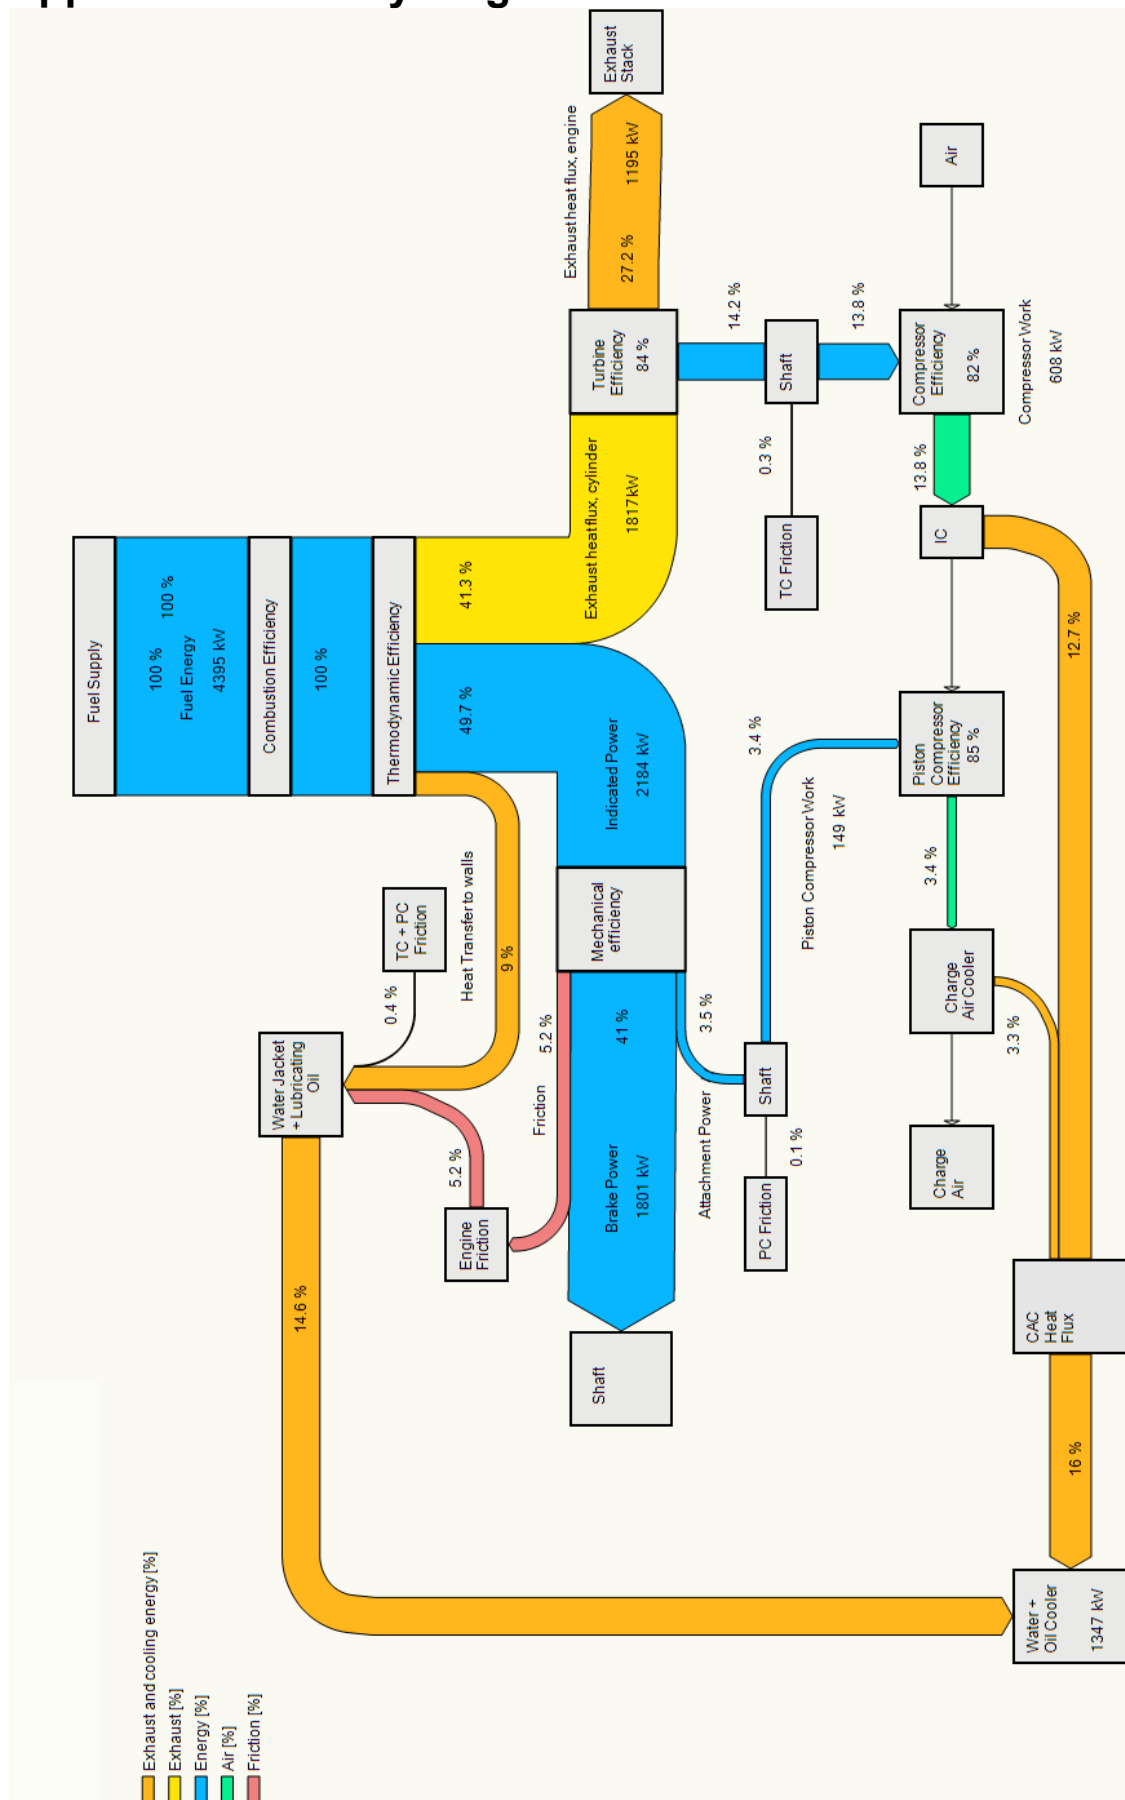 Fuel Supply
100 %
100 %
Fuel Energy
4395 kW
Combustion Efficiency
100 %
Thermodynamic Efficiency
41.3 %
49.7 %
9 %
Heat Transfer to walls
Exhaust heat flux, cylinder
1817kW
Turbine
Efficiency
84 %
Exhaust heat flux, engine
27.2 %
1195 kW
Exhaust
Stack
14.2 %
Shaft
13.8 %
0.3 %
TC Friction
Compressor
Efficiency
82 %
Compressor Work
608 kW
Air
13.8 %
IC
12.7 %
Indicated Power
2184 kW
Mechanical
efficiency
5.2 %
Friction
Engine
Friction
5.2 %
41 %
Brake Power
1801 kW
Shaft
3.5 %
Attachment Power
Shaft
0.1 %
PC Friction
3.4 %
Piston Compressor Work
149 kW
Piston
Compressor
Efficiency
85 %
3.4 %
Charge
Air Cooler
3.3 %
Charge
Air
CAC
Heat
Flux
16 %
TC + PC
Friction
0.4 %
Water Jacket
+ Lubricating
Oil
14.6 %
Water +
Oil Cooler
1347 kW
Exhaust and cooling energy [%]
Exhaust [%]
Energy [%]
Air [%]
Friction [%]